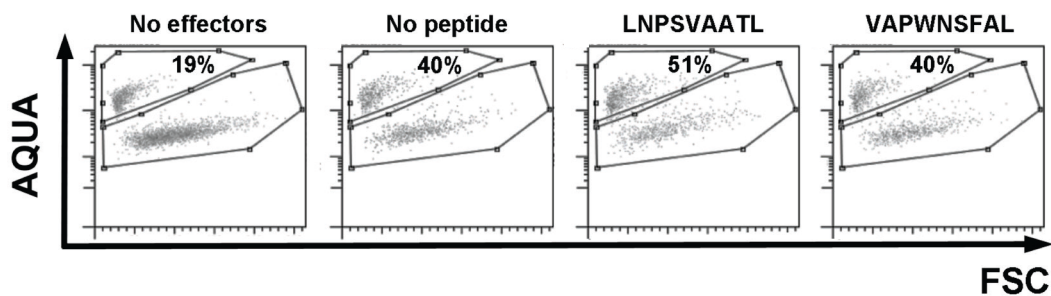 No effectors No peptide LNPSVAATL VAPWNSFAL
19% 40% 51% 40%
AQUA
FSC